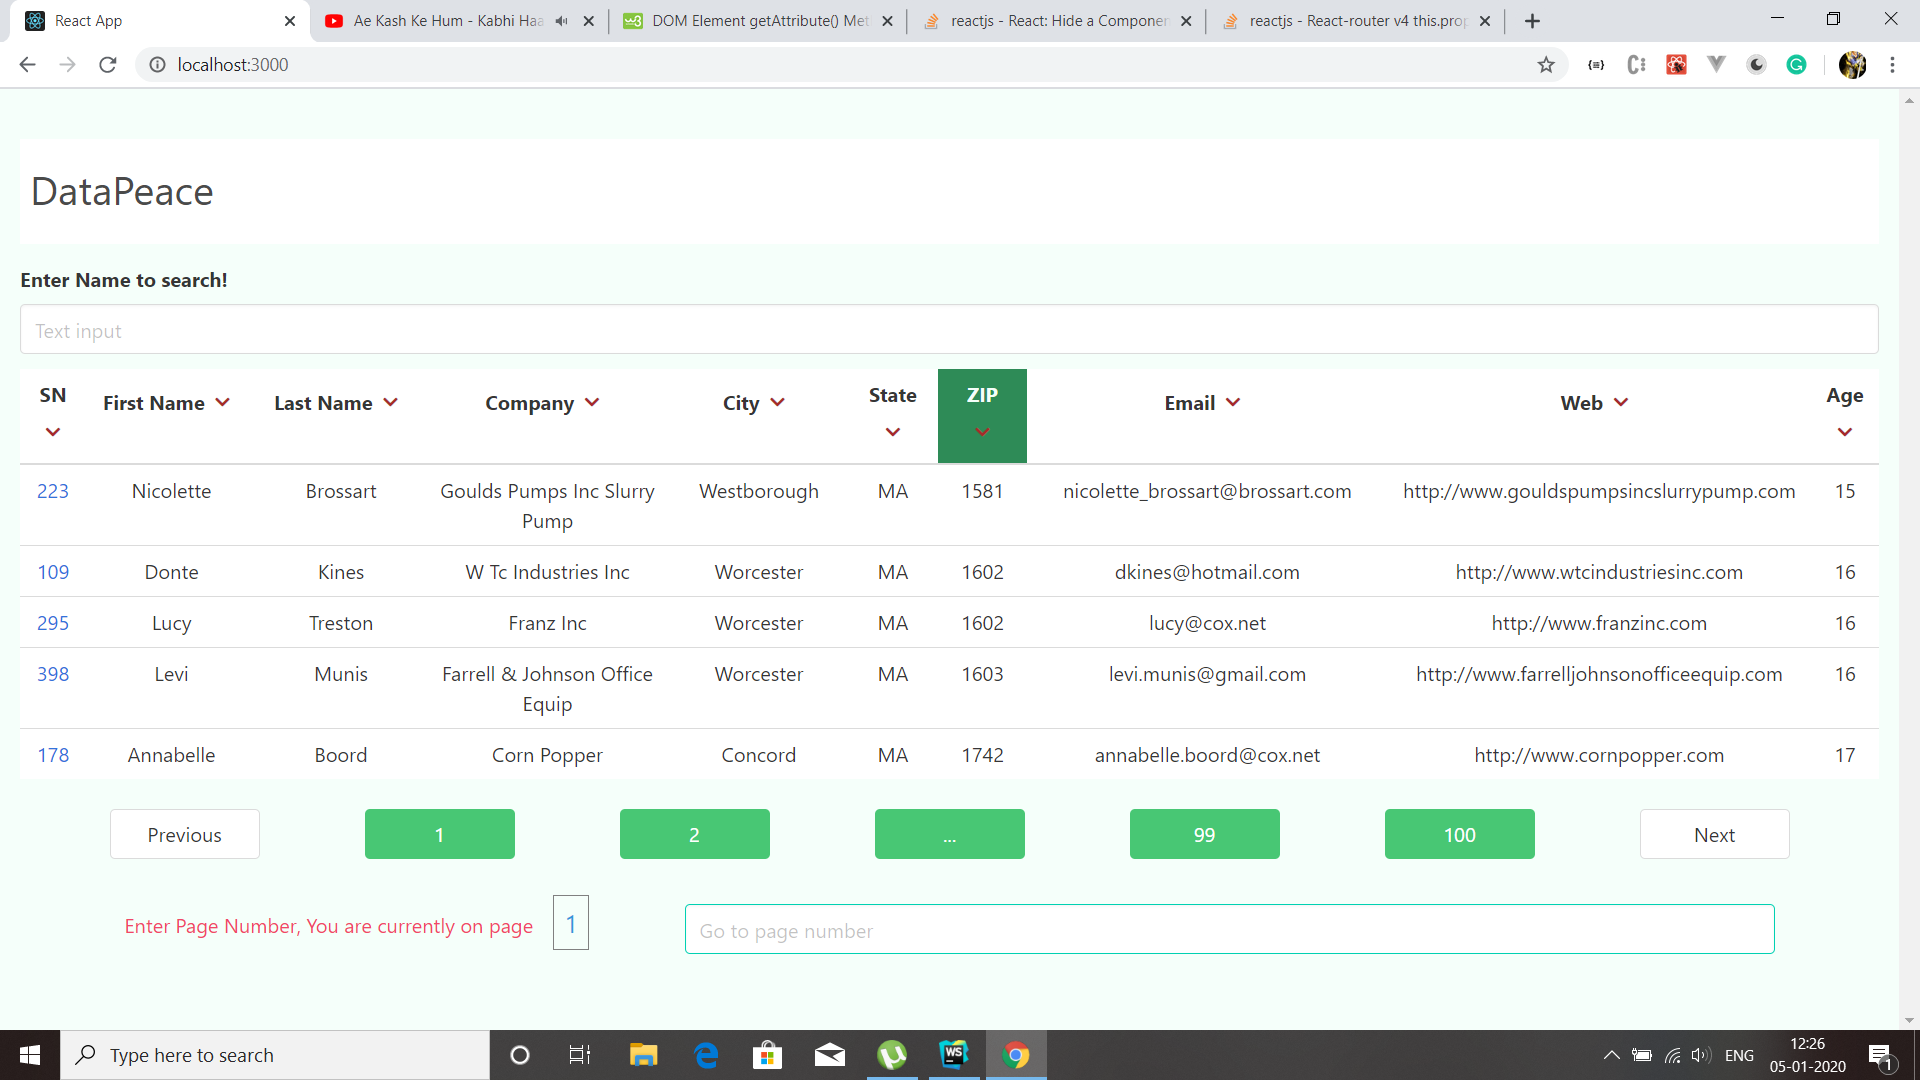 React App
Ae Kash Ke Hum - Kabhi Haa
DOM Element getAttribute() Met
reactjs - React: Hide a Componen
reactjs - React-router v4 this.prop
localhost:3000
DataPeace
Enter Name to search!
Text input
SN First Name Last Name Company City State ZIP Email Web Age
223 Nicolette Brossart Goulds Pumps Inc Slurry Westborough MA 1581 nicolette_brossart@brossart.com http://www.gouldspumpsincslurrypump.com 15
Pump
109 Donte Kines W Tc Industries Inc Worcester MA 1602 dkines@hotmail.com http://www.wtcindustriesinc.com 16
295 Lucy Treston Franz Inc Worcester MA 1602 lucy@cox.net http://www.franzinc.com 16
398 Levi Munis Farrell & Johnson Office Worcester MA 1603 levi.munis@gmail.com http://www.farrelljohnsonofficeequip.com 16
Equip
178 Annabelle Boord Corn Popper Concord MA 1742 annabelle.boord@cox.net http://www.cornpopper.com 17
Previous 1 2 ... 99 100 Next
Enter Page Number, You are currently on page 1
Go to page number
Type here to search
WS
ENG
12:26
05-01-2020
1